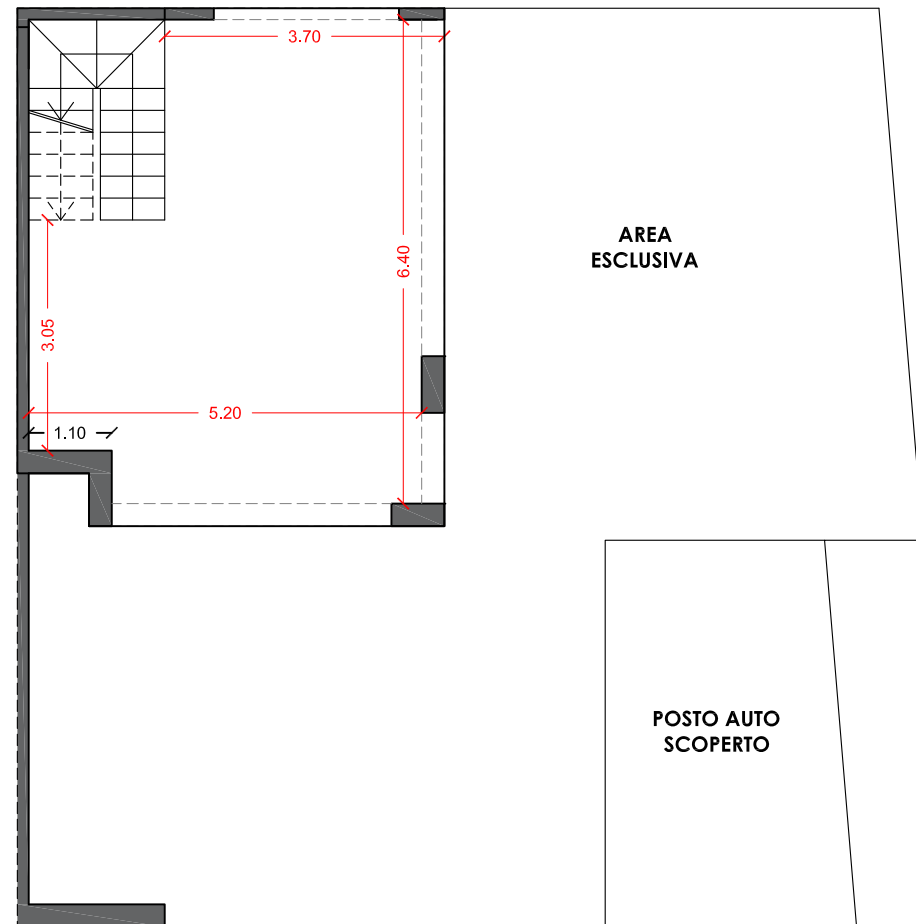 3.70
AREA
ESCLUSIVA
6.40
3.05
5.20
1.10
POSTO AUTO
SCOPERTO